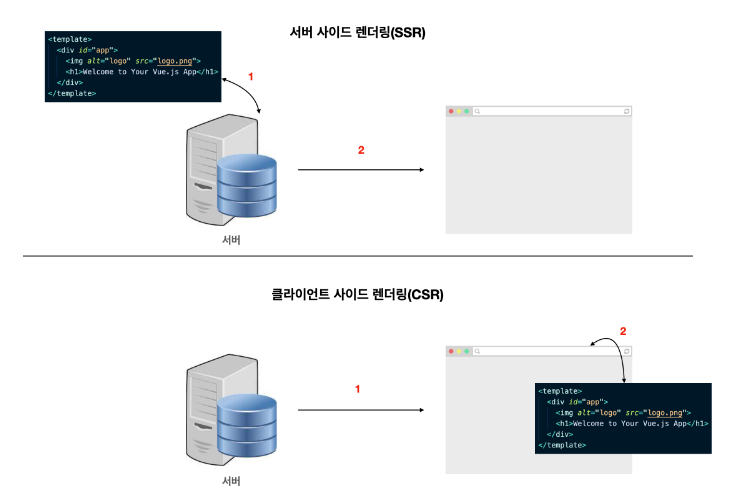 서버 사이드 렌더링(SSR)
<template>
<div id="app">
<img alt="logo" src="logo.png">
<h1>Welcome to Your Vue.js App</h1>
</div>
</template>
1
2
서버
클라이언트 사이드 렌더링(CSR)
1
2
<template>
<div id="app">
<img alt="logo" src="logo.png">
<h1>Welcome to Your Vue.js App</h1>
</div>
</template>
서버